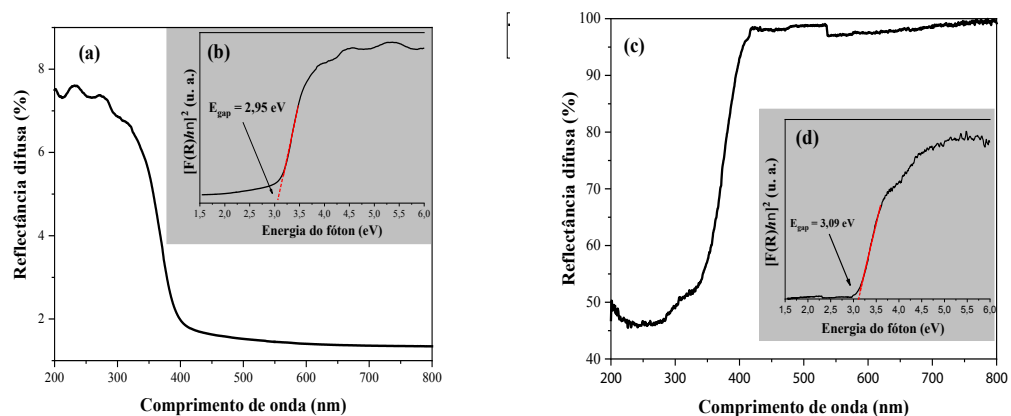 (a)
Reflectância difusa (%)
8
6
4
2
200 300 400 500 600 700 800
Comprimento de onda (nm)
(b)
[F(R)hn]² (u. a.)
E_gap = 2,95 eV
1,5 2,0 2,5 3,0 3,5 4,0 4,5 5,0 5,5 6,0
Energia do fóton (eV)
(c)
Reflectância difusa (%)
100
90
80
70
60
50
40
200 300 400 500 600 700 800
Comprimento de onda (nm)
(d)
[F(R)hn]² (u. a.)
E_gap = 3,09 eV
1,5 2,0 2,5 3,0 3,5 4,0 4,5 5,0 5,5 6,0
Energia do fóton (eV)